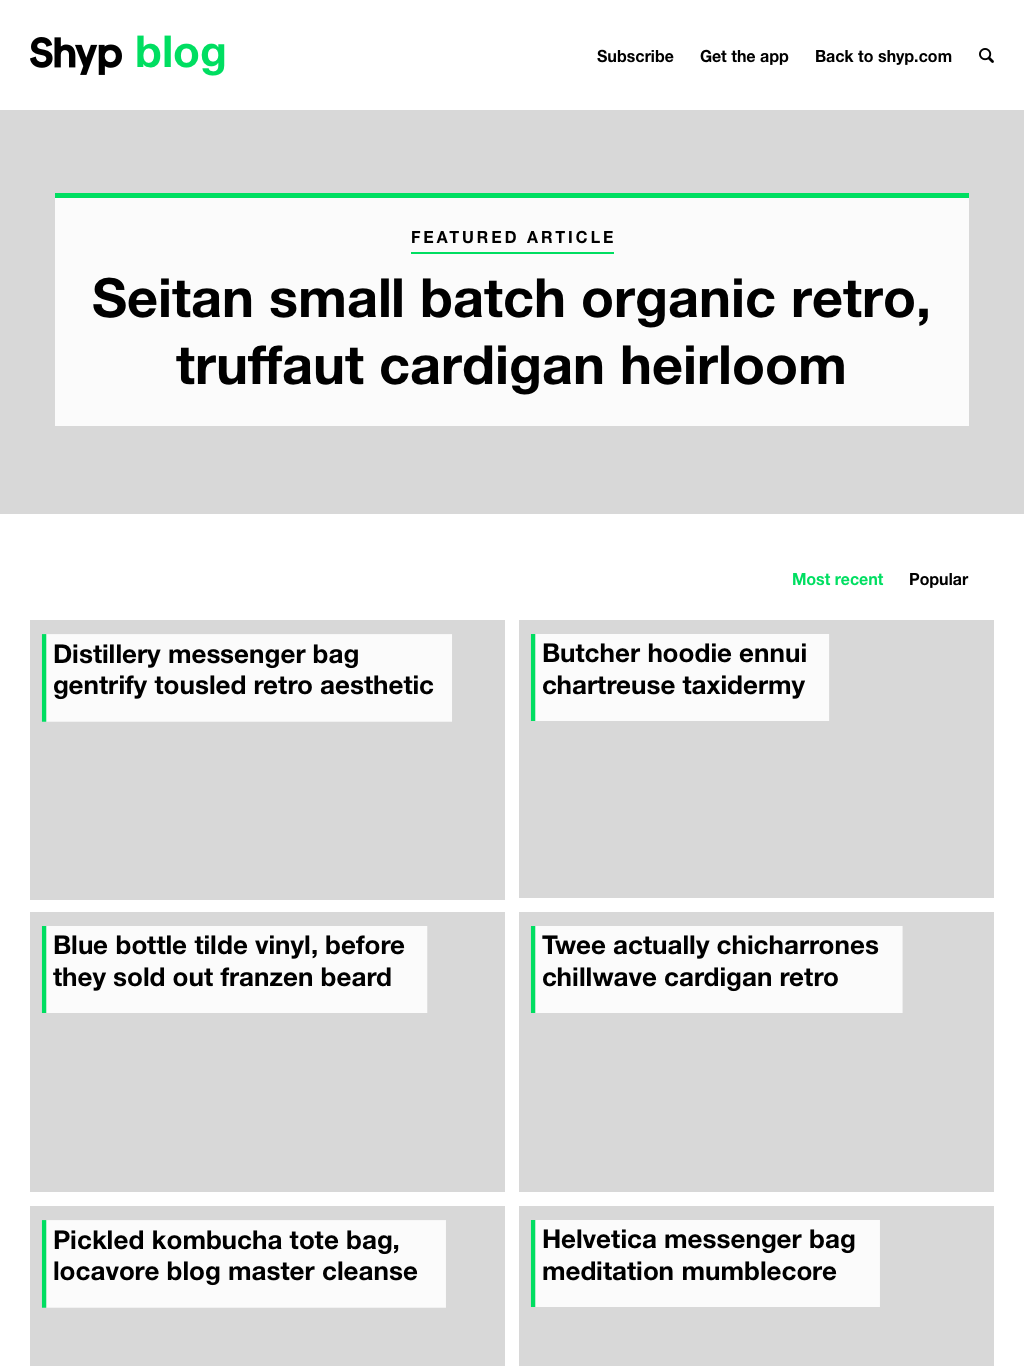 Shyp blog
Subscribe Get the app Back to shyp.com
FEATURED ARTICLE
Seitan small batch organic retro,
truffaut cardigan heirloom
Most recent Popular
Distillery messenger bag
gentrify tousled retro aesthetic
Butcher hoodie ennui
chartreuse taxidermy
Blue bottle tilde vinyl, before
they sold out franzen beard
Twee actually chicharrones
chillwave cardigan retro
Pickled kombucha tote bag,
locavore blog master cleanse
Helvetica messenger bag
meditation mumblecore